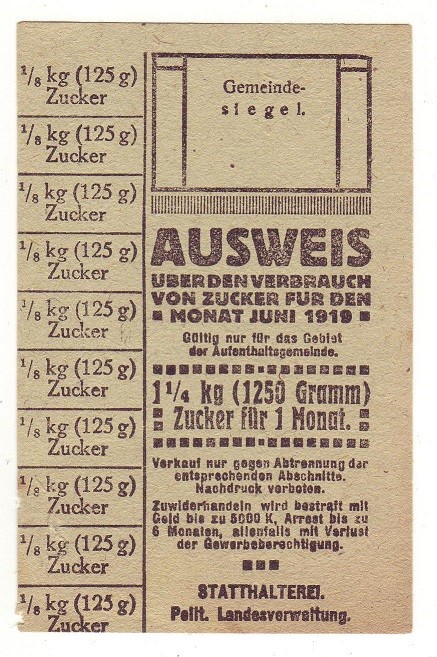 1/8 kg (125 g)
Zucker
1/8 kg (125 g)
Zucker
1/8 kg (125 g)
Zucker
1/8 kg (125 g)
Zucker
1/8 kg (125 g)
Zucker
1/8 kg (125 g)
Zucker
1/8 kg (125 g)
Zucker
1/8 kg (125 g)
Zucker
1/8 kg (125 g)
Zucker
1/8 kg (125 g)
Zucker
Gemeinde-
siegel.
AUSWEIS
ÜBER DEN VERBRAUCH
VON ZUCKER FÜR DEN
MONAT JUNI 1919
Gültig nur für das Gebiet
der Aufenthaltsgemeinde.
1 1/4 kg (1250 Gramm)
Zucker für 1 Monat.
Verkauf nur gegen Abtrennung der
entsprechenden Abschnitte.
Nachdruck verboten.
Zuwiderhandeln wird bestraft mit
Geld bis zu 5000 K, Arrest bis zu
6 Monaten, allenfalls mit Verlust
der Gewerbeberechtigung.
STATTHALTEREI.
Polit. Landesverwaltung.